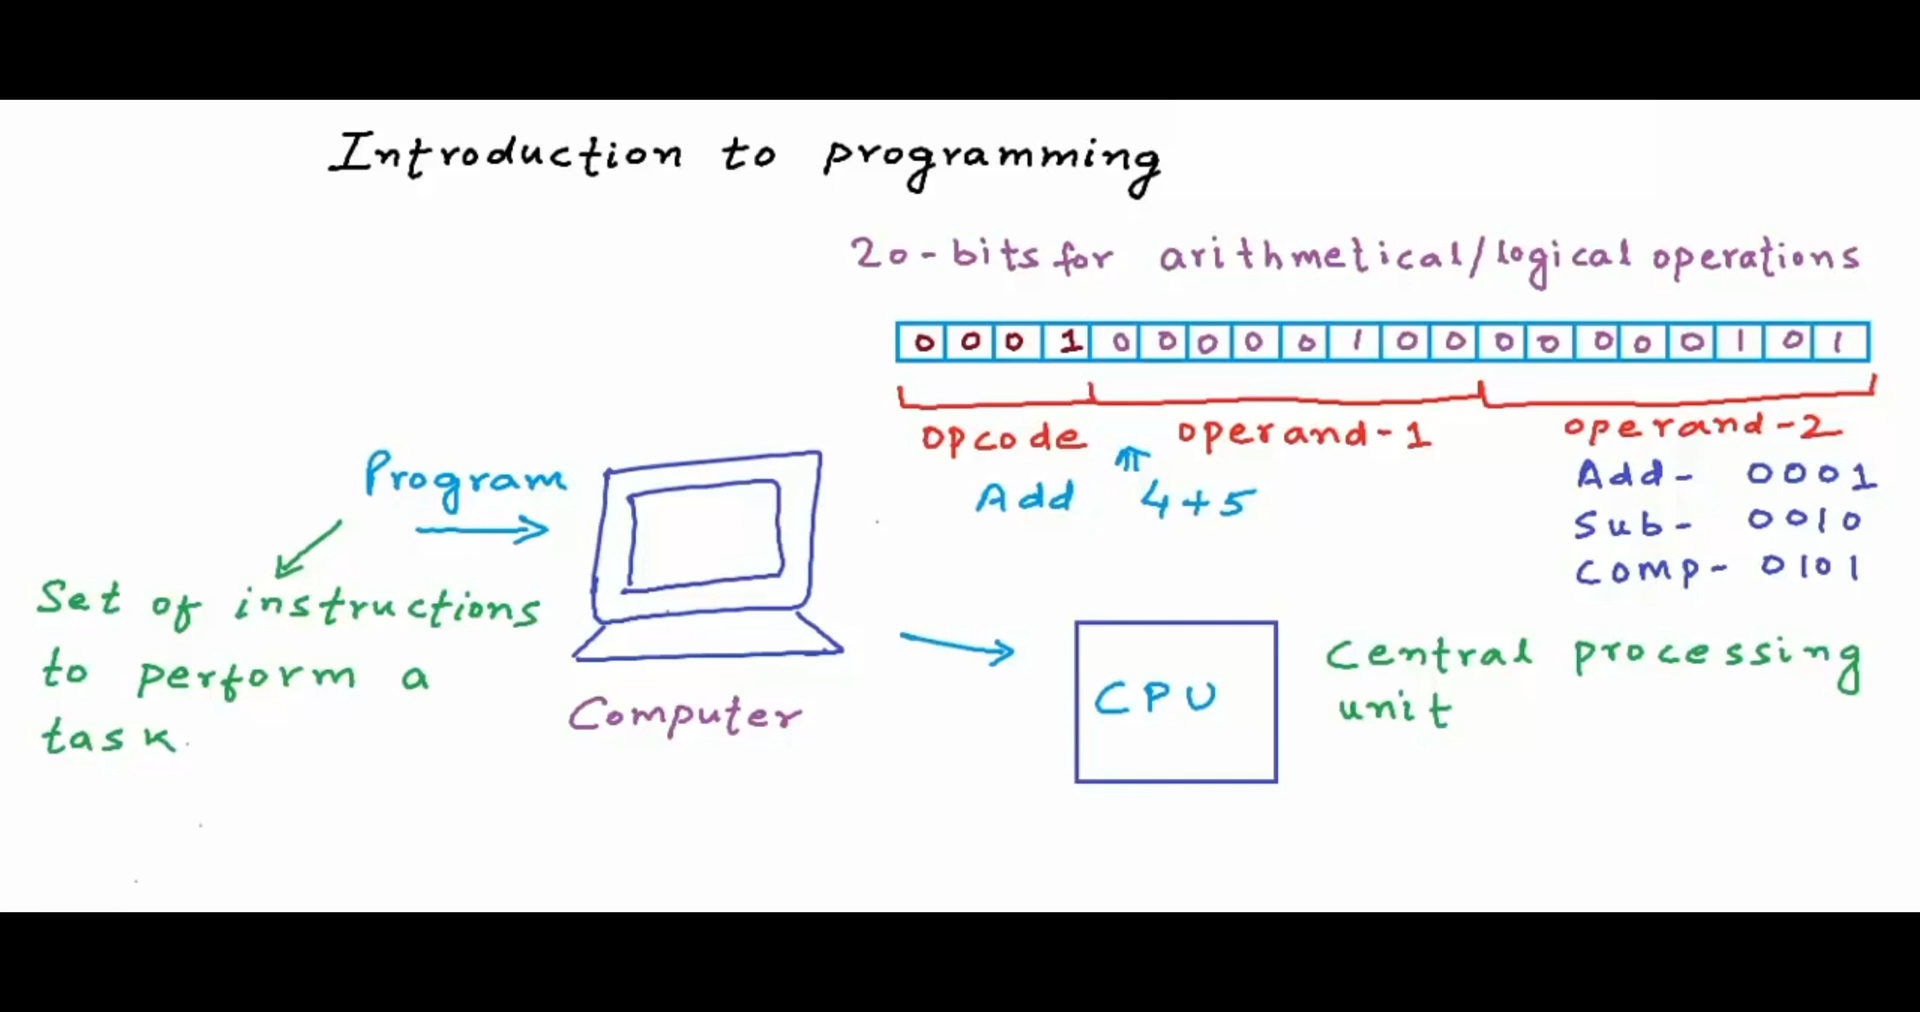 Introduction to programming
20-bits for arithmetical/logical operations
0 0 0 1 0 0 0 0 0 1 0 0 0 0 0 0 0 1 0 1
opcode operand-1 operand-2
Add 4+5
Add- 0001
Sub- 0010
Comp- 0101
Program
Set of instructions
to perform a
task.
Computer
CPU
Central processing
unit